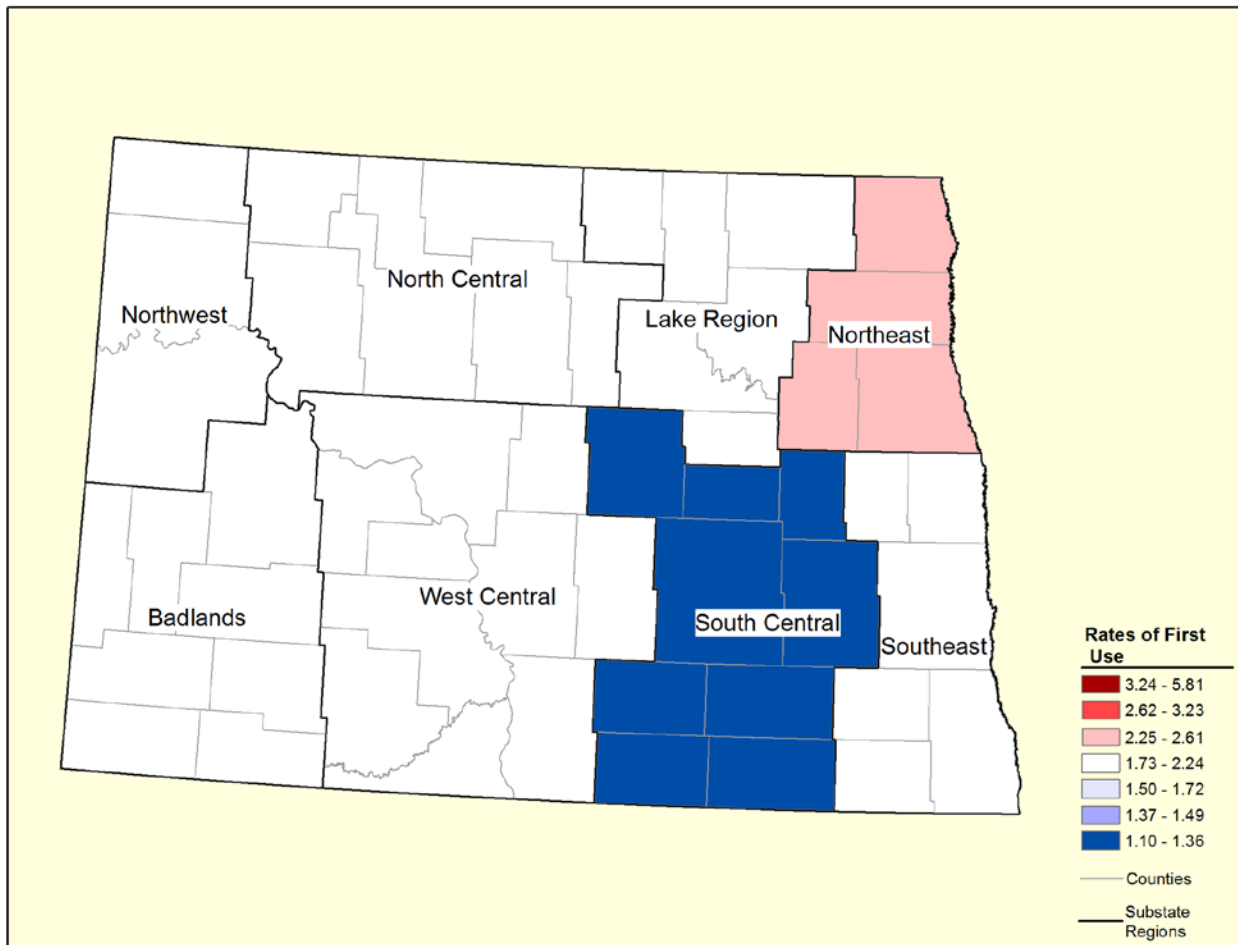 North Central
Northwest
Lake Region
Northeast
West Central
Badlands
South Central
Southeast
Rates of First
Use
3.24 - 5.81
2.62 - 3.23
2.25 - 2.61
1.73 - 2.24
1.50 - 1.72
1.37 - 1.49
1.10 - 1.36
Counties
Substate
Regions